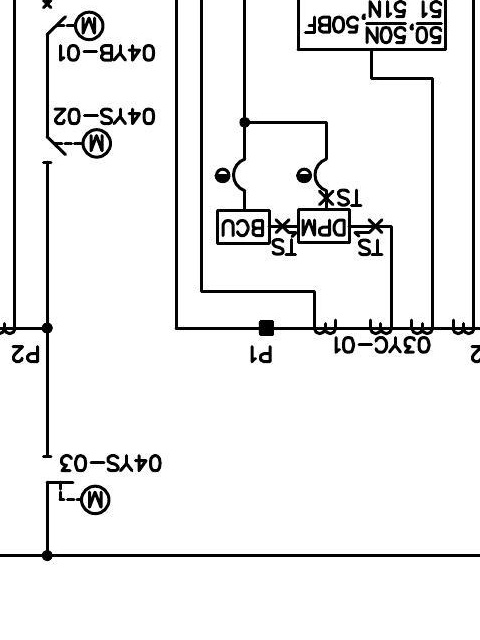 M
04YS-03
03YC-01
P1
P2
TS
TS
DPM
BCU
TS
M
04YS-02
04YB-01
M
50,50N,50BF
51 51N